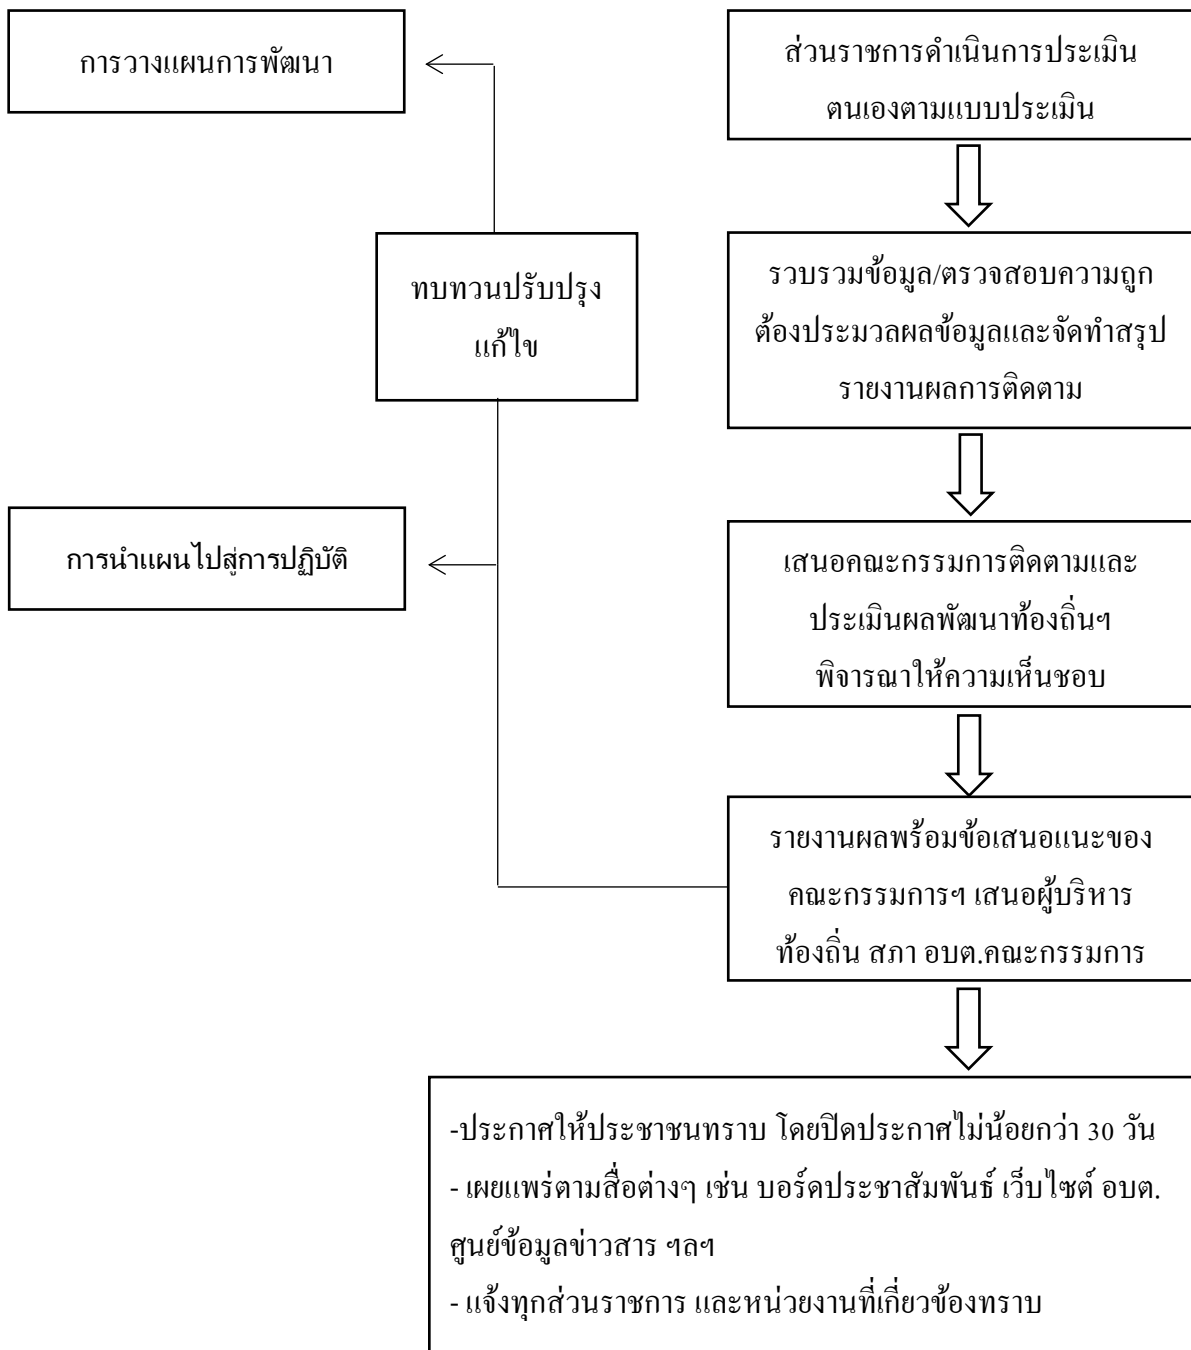 การวางแผนการพัฒนา
ส่วนราชการดำเนินการประเมิน
ตนเองตามแบบประเมิน
ทบทวนปรับปรุง
แก้ไข
รวบรวมข้อมูล/ตรวจสอบความถูก
ต้องประมวลผลข้อมูลและจัดทำสรุป
รายงานผลการติดตาม
การนำแผนไปสู่การปฏิบัติ
เสนอคณะกรรมการติดตามและ
ประเมินผลพัฒนาท้องถิ่นฯ
พิจารณาให้ความเห็นชอบ
รายงานผลพร้อมข้อเสนอแนะของ
คณะกรรมการฯ เสนอผู้บริหาร
ท้องถิ่น สภา อบต.คณะกรรมการ
-ประกาศให้ประชาชนทราบ โดยปิดประกาศไม่น้อยกว่า 30 วัน
- เผยแพร่ตามสื่อต่างๆ เช่น บอร์ดประชาสัมพันธ์ เว็บไซต์ อบต.
ศูนย์ข้อมูลข่าวสาร ฯลฯ
- แจ้งทุกส่วนราชการ และหน่วยงานที่เกี่ยวข้องทราบ